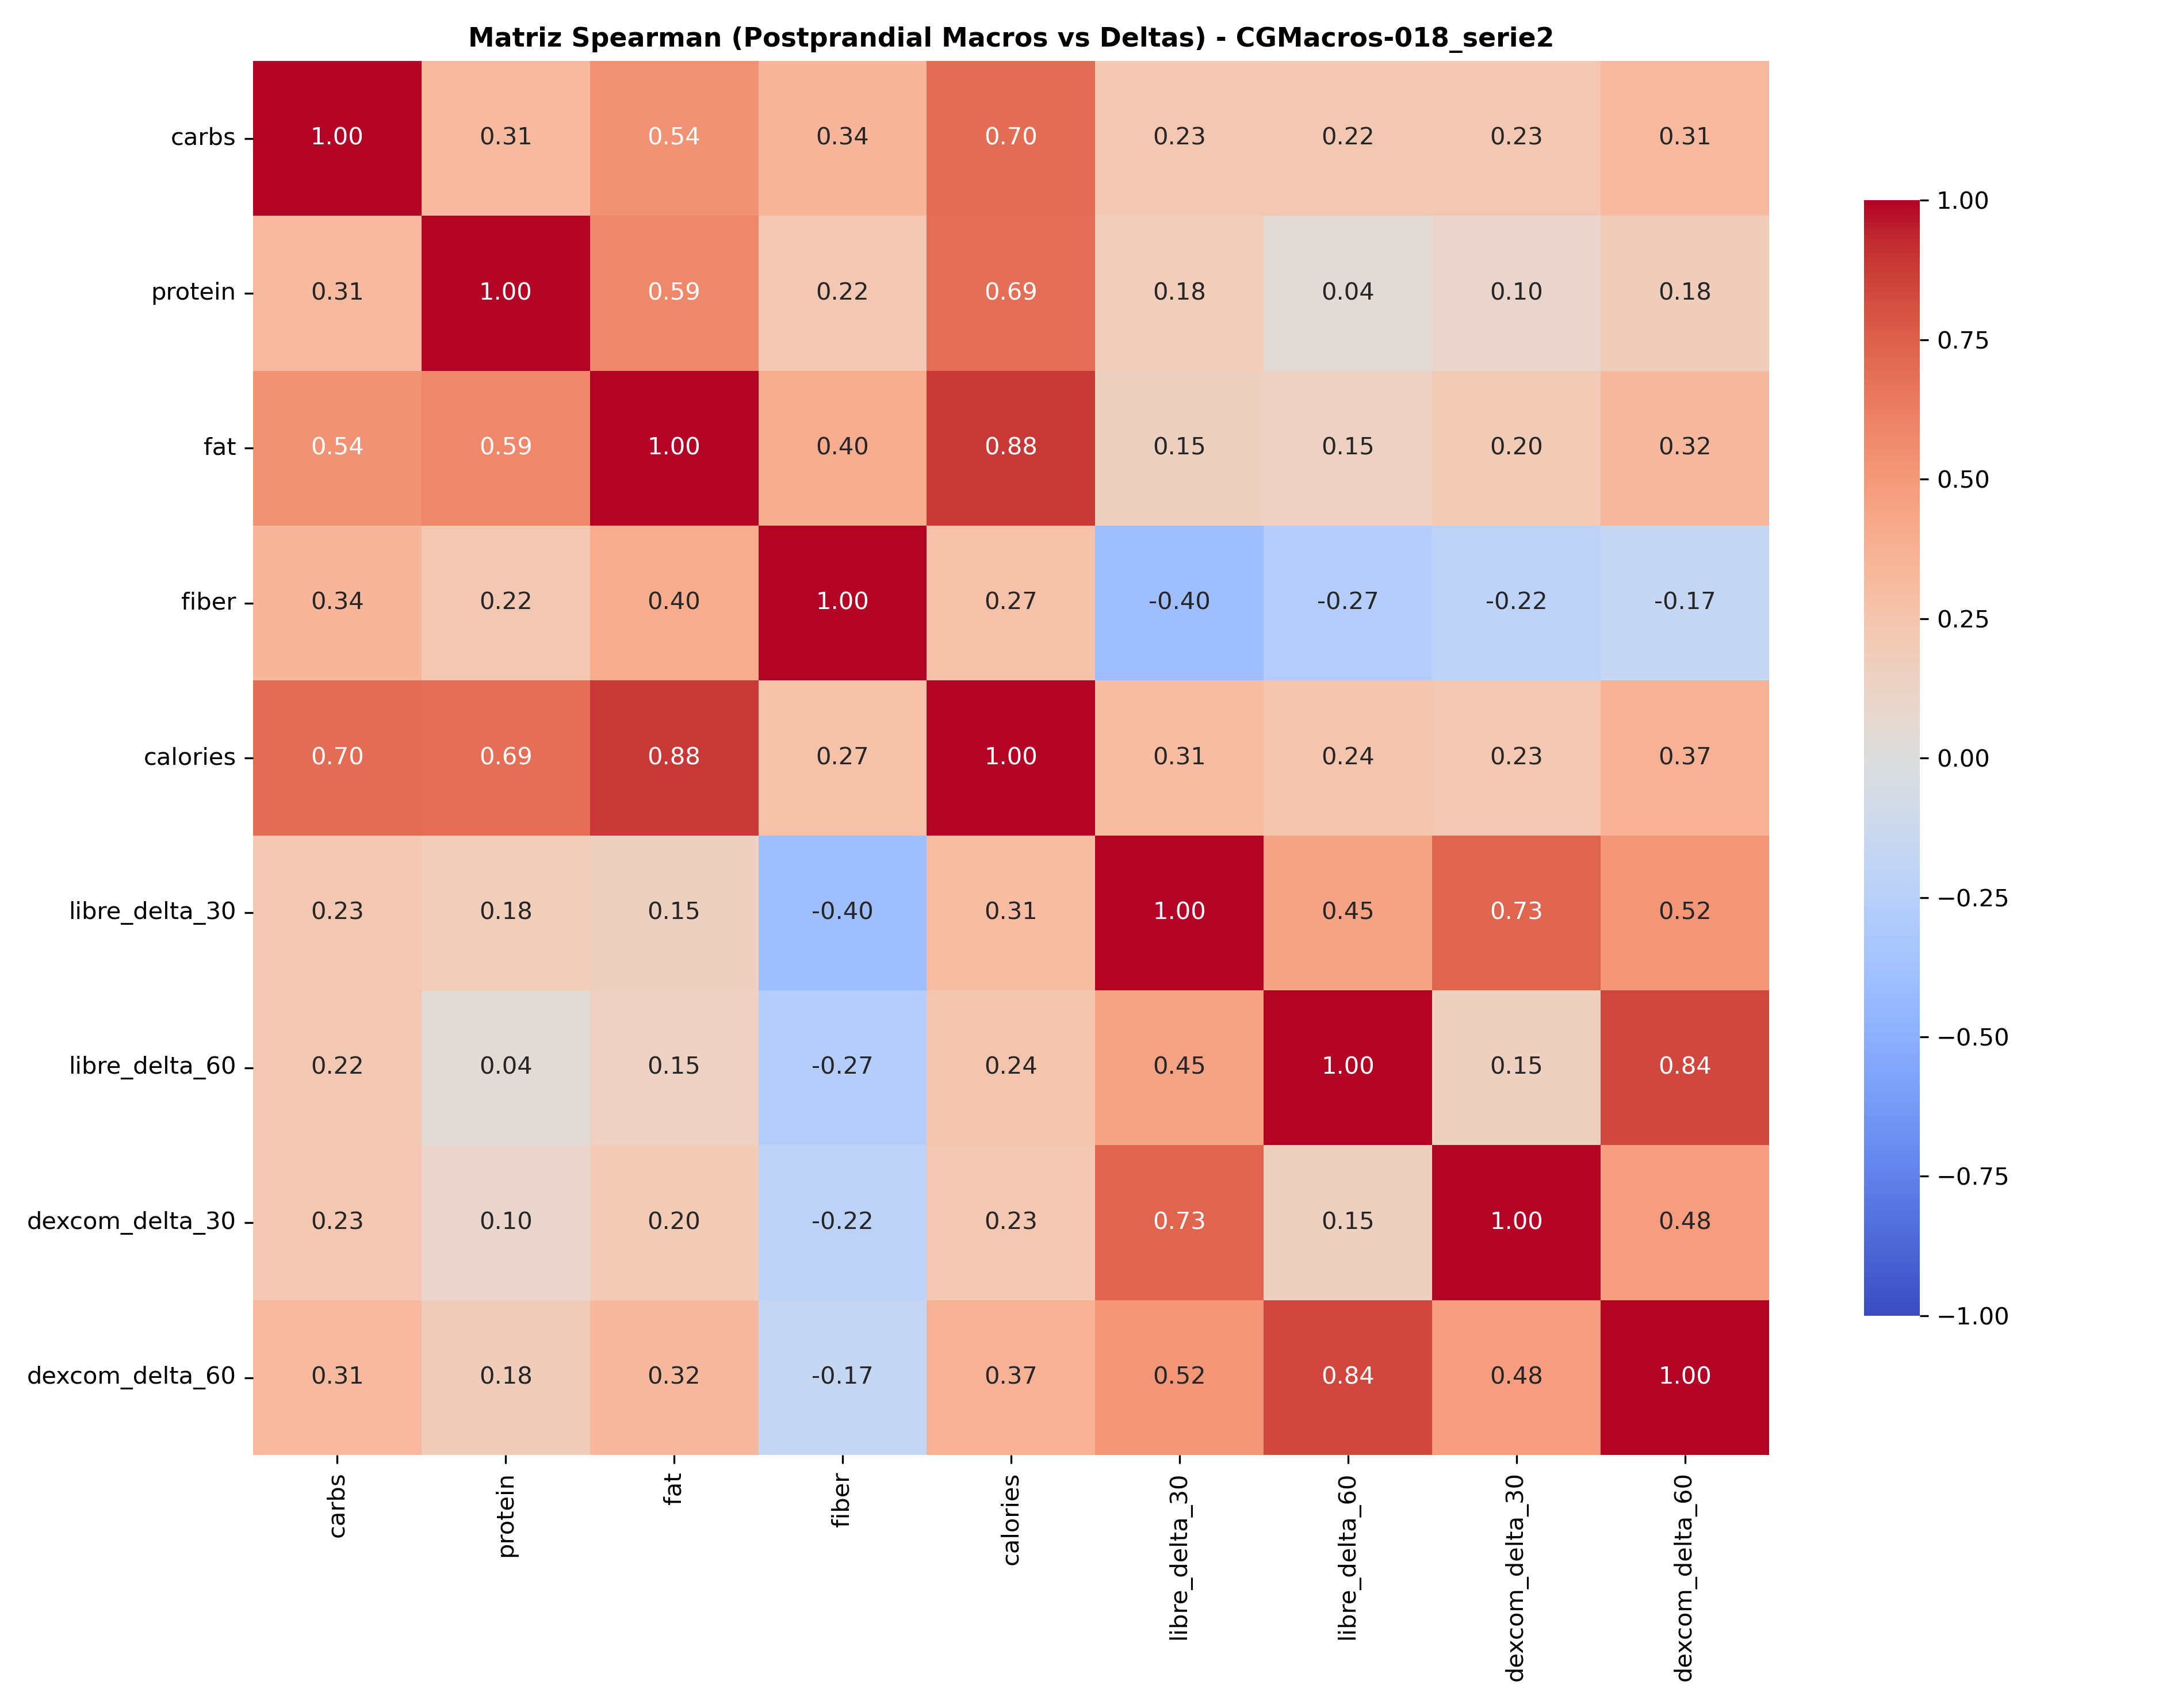 Matriz Spearman (Postprandial Macros vs Deltas) - CGMacros-018_serie2
carbs 1.00 0.31 0.54 0.34 0.70 0.23 0.22 0.23 0.31
protein 0.31 1.00 0.59 0.22 0.69 0.18 0.04 0.10 0.18
fat 0.54 0.59 1.00 0.40 0.88 0.15 0.15 0.20 0.32
fiber 0.34 0.22 0.40 1.00 0.27 -0.40 -0.27 -0.22 -0.17
calories 0.70 0.69 0.88 0.27 1.00 0.31 0.24 0.23 0.37
libre_delta_30 0.23 0.18 0.15 -0.40 0.31 1.00 0.45 0.73 0.52
libre_delta_60 0.22 0.04 0.15 -0.27 0.24 0.45 1.00 0.15 0.84
dexcom_delta_30 0.23 0.10 0.20 -0.22 0.23 0.73 0.15 1.00 0.48
dexcom_delta_60 0.31 0.18 0.32 -0.17 0.37 0.52 0.84 0.48 1.00
carbs protein fat fiber calories libre_delta_30 libre_delta_60 dexcom_delta_30 dexcom_delta_60
1.00
0.75
0.50
0.25
0.00
−0.25
−0.50
−0.75
−1.00